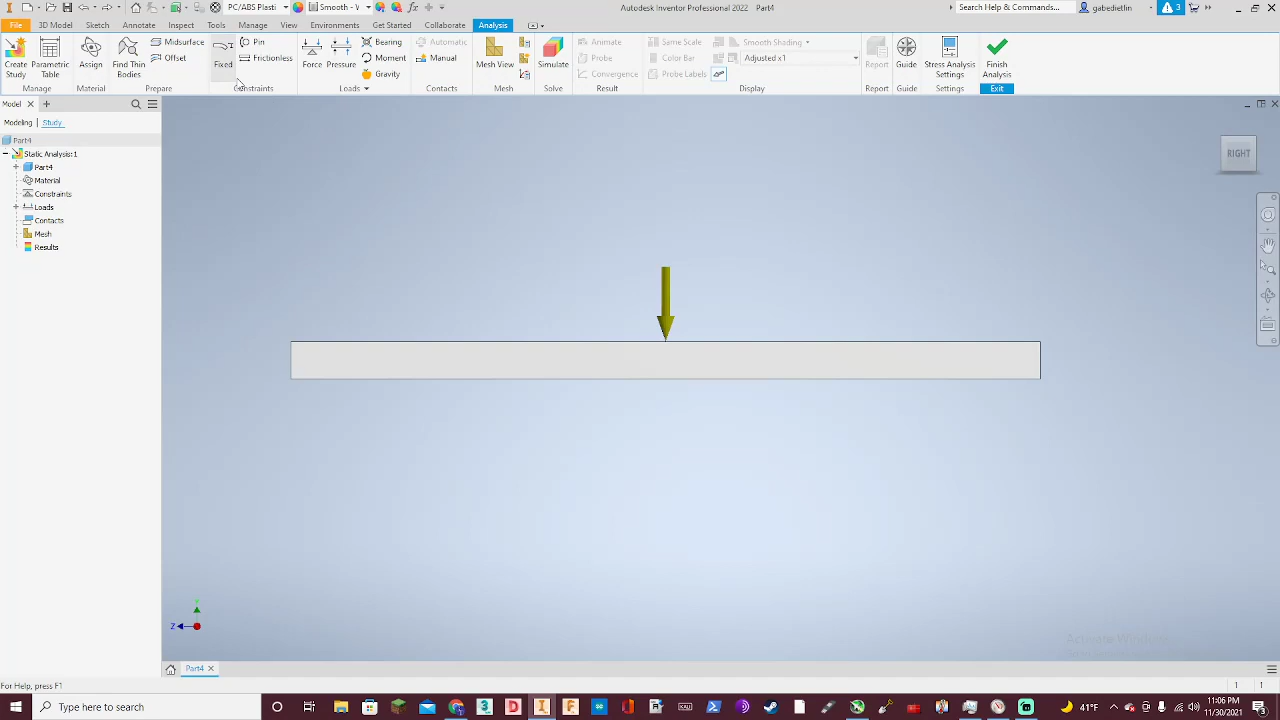 PC/ABS Plasti
Smooth - V
Autodesk Inventor Professional 2022 Part4
Search Help & Commands...
gabediettin
3
File 3D Model Sketch Annotate Inspect Tools Manage View Environments Get Started Collaborate Analysis
Create Study
Parametric Table
Manage
Assign
Material
Find Thin Bodies
Midsurface
Offset
Prepare
Fixed
Pin
Frictionless
Constraints
Force
Pressure
Bearing
Moment
Gravity
Loads
Automatic
Manual
Contacts
Mesh View
Mesh
Simulate
Solve
Animate
Probe
Convergence
Result
Same Scale
Color Bar
Probe Labels
Smooth Shading
Adjusted x1
Display
Report
Report
Guide
Guide
Stress Analysis Settings
Settings
Finish Analysis
Exit
Model
Modeling Study
Part4
Static Analysis:1
Part4
Material
Constraints
Loads
Contacts
Mesh
Results
RIGHT
Y
Z
Activate Windows
Part4
For Help, press F1
1 1
Type here to search
41°F
11:06 PM
11/30/2021